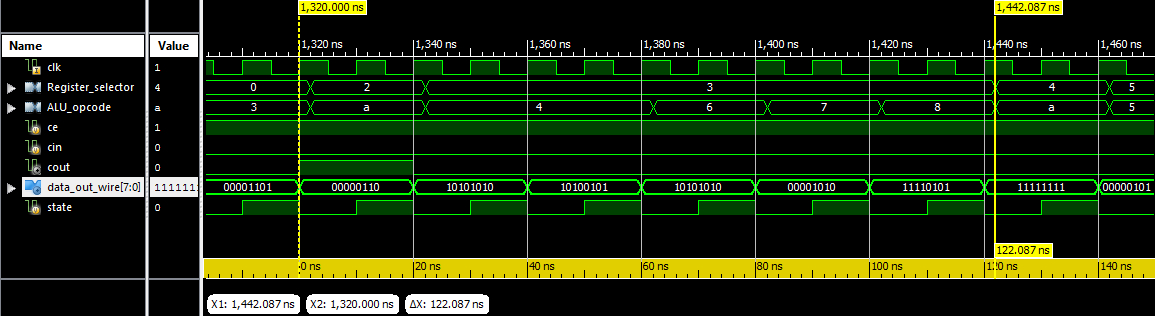 1,320.000 ns 1,442.087 ns
Name Value
1,320 ns 1,340 ns 1,360 ns 1,380 ns 1,400 ns 1,420 ns 1,440 ns 1,460 ns
clk 1
Register_selector 4 0 2 3 4 5
ALU_opcode a 3 a 4 6 7 8 a 5
ce 1
cin 0
cout 0
data_out_wire[7:0] 1111111 00001101 00000110 10101010 10100101 10101010 00001010 11110101 11111111 00000101
state 0
122.087 ns
0 ns 20 ns 40 ns 60 ns 80 ns 100 ns 120 ns 140 ns
X1: 1,442.087 ns X2: 1,320.000 ns ΔX: 122.087 ns